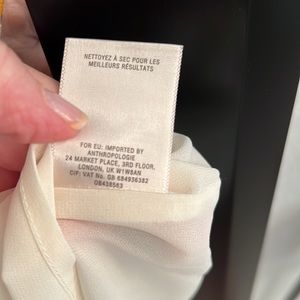 NETTOYEZ À SEC POUR LES
MEILLEURS RÉSULTATS
FOR EU: IMPORTED BY
ANTHROPOLOGIE
24 MARKET PLACE, 3RD FLOOR,
LONDON, UK W1W8AN
CIF: VAT No. GB 684936382
OB438563